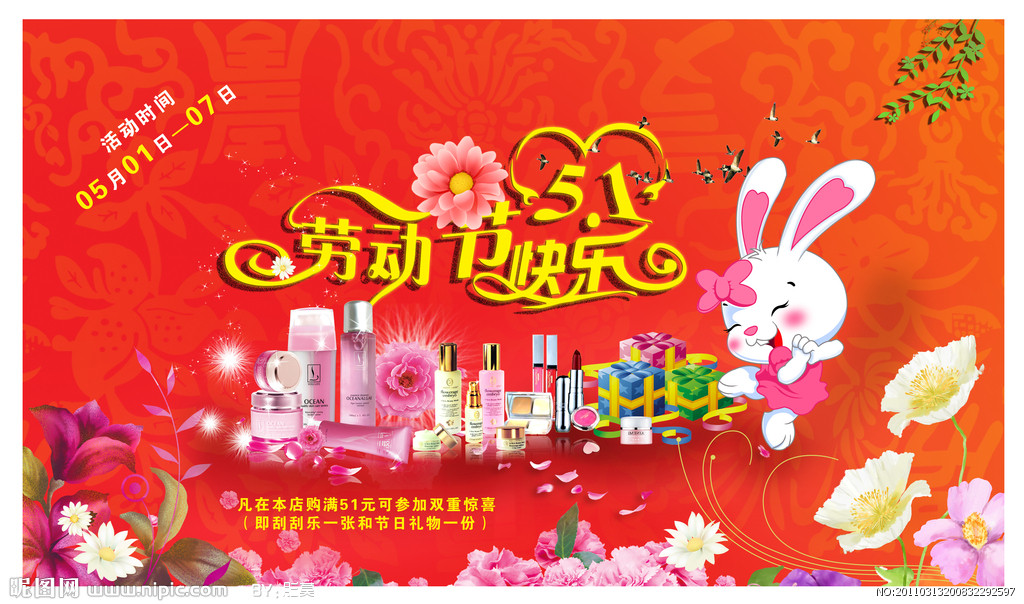 活动时间
05月01日—07日
5.1
劳动节快乐
OCEAN
OCEANALGAE
凡在本店购满51元可参加双重惊喜
（即刮刮乐一张和节日礼物一份）
昵图网 www.nipic.com
BY:
NO:20110313200832292597